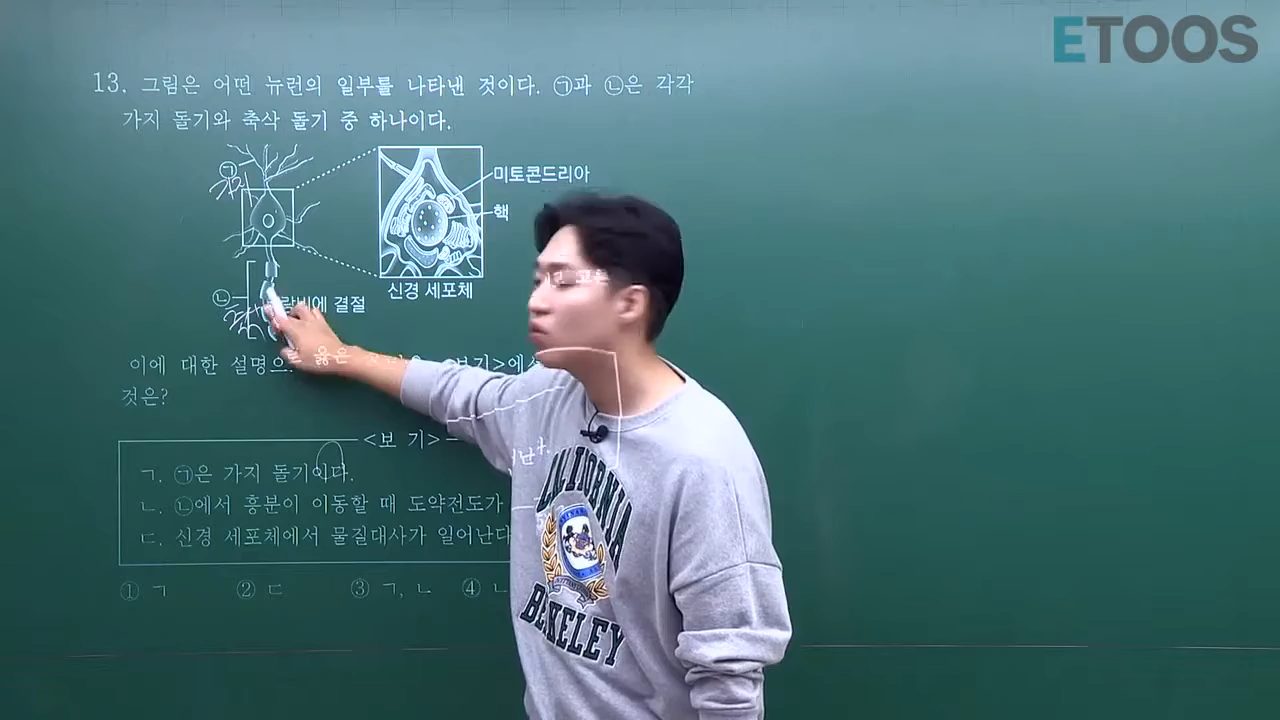 ETOOS
13. 그림은 어떤 뉴런의 일부를 나타낸 것이다. ㉠과 ㉡은 각각
가지 돌기와 축삭 돌기 중 하나이다.
㉠
미토콘드리아
핵
신경 세포체
㉡
결절
이에 대한 설명으로 옳은
것은?
<보 기>
ㄱ. ㉠은 가지 돌기이다.
ㄴ. ㉡에서 흥분이 이동할 때 도약전도가
ㄷ. 신경 세포체에서 물질대사가 일어난다
① ㄱ ② ㄷ ③ ㄱ, ㄴ ④ ㄴ
CALIFORNIA
BERKELEY